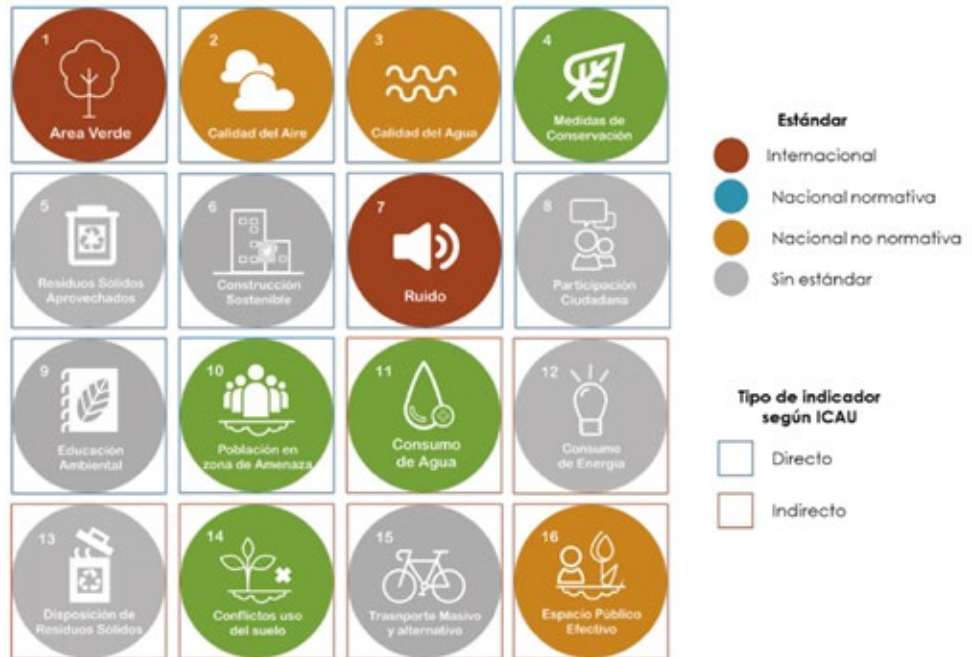 1
Area Verde
2
Calidad del Aire
3
Calidad del Agua
4
Medidas de
Conservación
5
Residuos Sólidos
Aprovechados
6
Construcción
Sostenible
7
Ruido
8
Participación
Ciudadana
9
Educación
Ambiental
10
Población en
zona de Amenaza
11
Consumo
de Agua
12
Consumo
de Energía
13
Disposición de
Residuos Sólidos
14
Conflictos uso
del suelo
15
Trasnporte Masivo
y alternativo
16
Espacio Público
Efectivo
Estándar
Internacional
Nacional normativa
Nacional no normativa
Sin estándar
Tipo de indicador
según ICAU
Directo
Indirecto